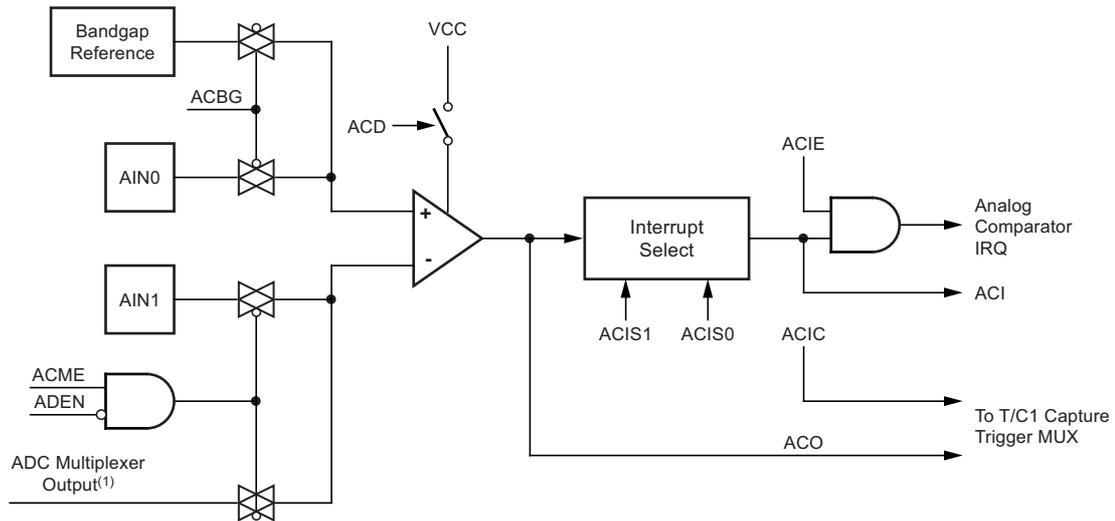 Bandgap
Reference
VCC
ACBG
ACD
ACIE
AIN0
+
Interrupt
Select
Analog
Comparator
IRQ
-
AIN1
ACI
ACIS1
ACIS0
ACIC
ACME
ADEN
To T/C1 Capture
Trigger MUX
ACO
ADC Multiplexer
Output(1)